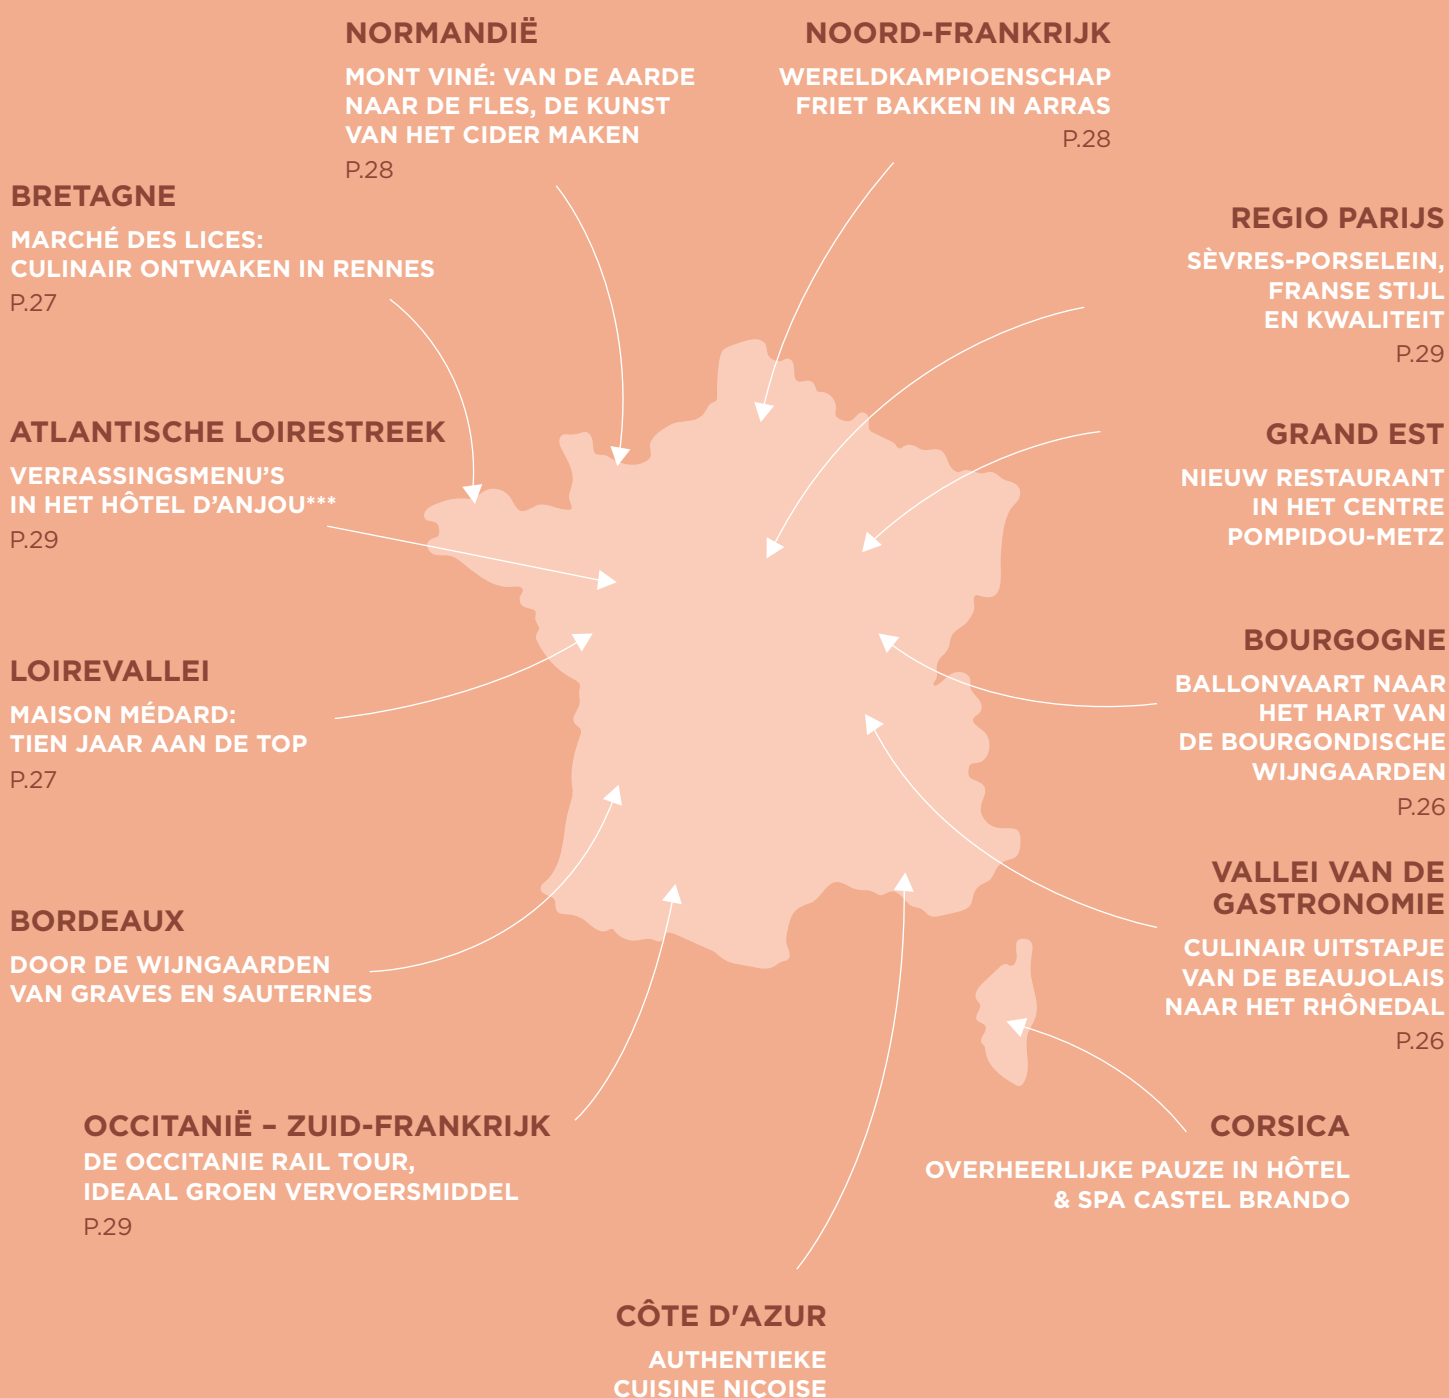 NORMANDIË
MONT VINÉ: VAN DE AARDE
NAAR DE FLES, DE KUNST
VAN HET CIDER MAKEN
P.28
NOORD-FRANKRIJK
WERELDKAMPIOENSCHAP
FRIET BAKKEN IN ARRAS
P.28
BRETAGNE
MARCHÉ DES LICES:
CULINAIR ONTWAKEN IN RENNES
P.27
REGIO PARIJS
SÈVRES-PORSELEIN,
FRANSE STIJL
EN KWALITEIT
P.29
ATLANTISCHE LOIRESTREEK
VERRASSINGSMENU'S
IN HET HÔTEL D'ANJOU***
P.29
GRAND EST
NIEUW RESTAURANT
IN HET CENTRE
POMPIDOU-METZ
LOIREVALLEI
MAISON MÉDARD:
TIEN JAAR AAN DE TOP
P.27
BOURGOGNE
BALLONVAART NAAR
HET HART VAN
DE BOURGONDISCHE
WIJNGAARDEN
P.26
BORDEAUX
DOOR DE WIJNGAARDEN
VAN GRAVES EN SAUTERNES
VALLEI VAN DE
GASTRONOMIE
CULINAIR UITSTAPJE
VAN DE BEAUJOLAIS
NAAR HET RHÔNEDAL
P.26
OCCITANIË – ZUID-FRANKRIJK
DE OCCITANIE RAIL TOUR,
IDEAAL GROEN VERVOERSMIDDEL
P.29
CORSICA
OVERHEERLIJKE PAUZE IN HÔTEL
& SPA CASTEL BRANDO
CÔTE D'AZUR
AUTHENTIEKE
CUISINE NIÇOISE